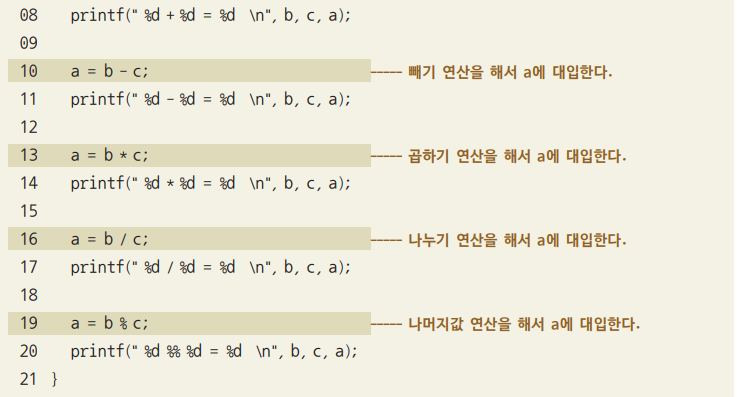 08 printf(" %d + %d = %d \n", b, c, a);
09
10 a = b - c; 빼기 연산을 해서 a에 대입한다.
11 printf(" %d - %d = %d \n", b, c, a);
12
13 a = b * c; 곱하기 연산을 해서 a에 대입한다.
14 printf(" %d * %d = %d \n", b, c, a);
15
16 a = b / c; 나누기 연산을 해서 a에 대입한다.
17 printf(" %d / %d = %d \n", b, c, a);
18
19 a = b % c; 나머지값 연산을 해서 a에 대입한다.
20 printf(" %d %% %d = %d \n", b, c, a);
21 }